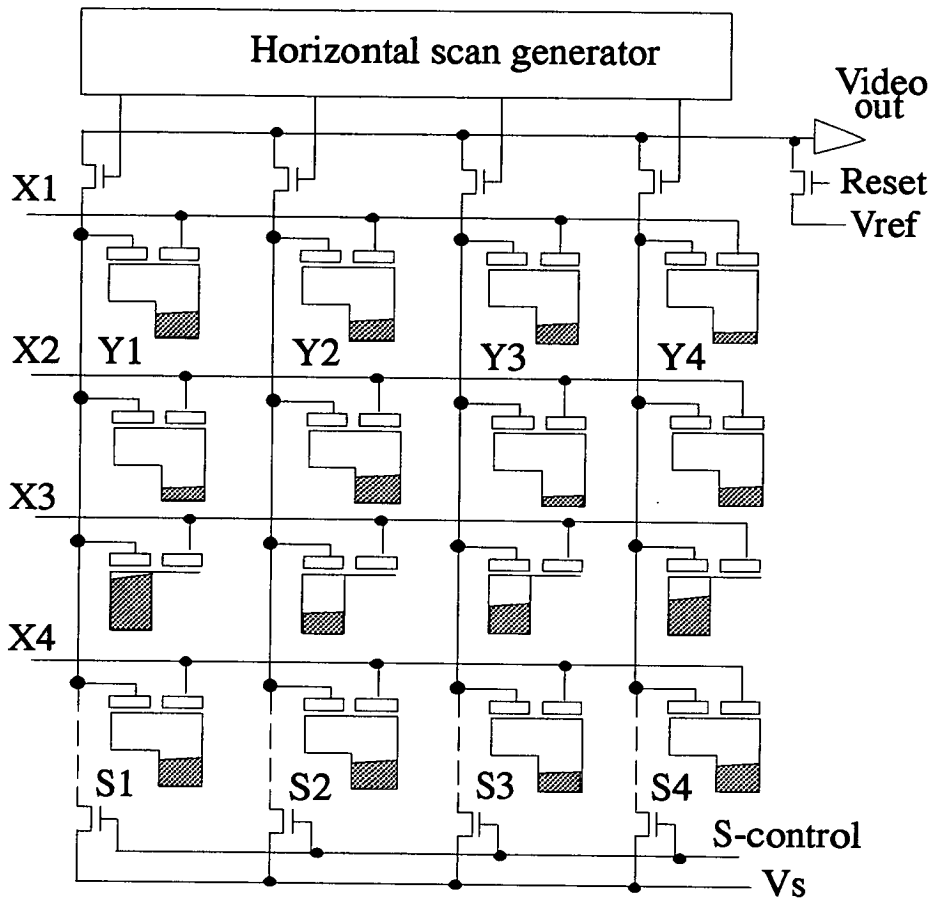 Horizontal scan generator
Video
out
X1
Reset
Vref
X2
Y1
Y2
Y3
Y4
X3
X4
S1
S2
S3
S4
S-control
Vs